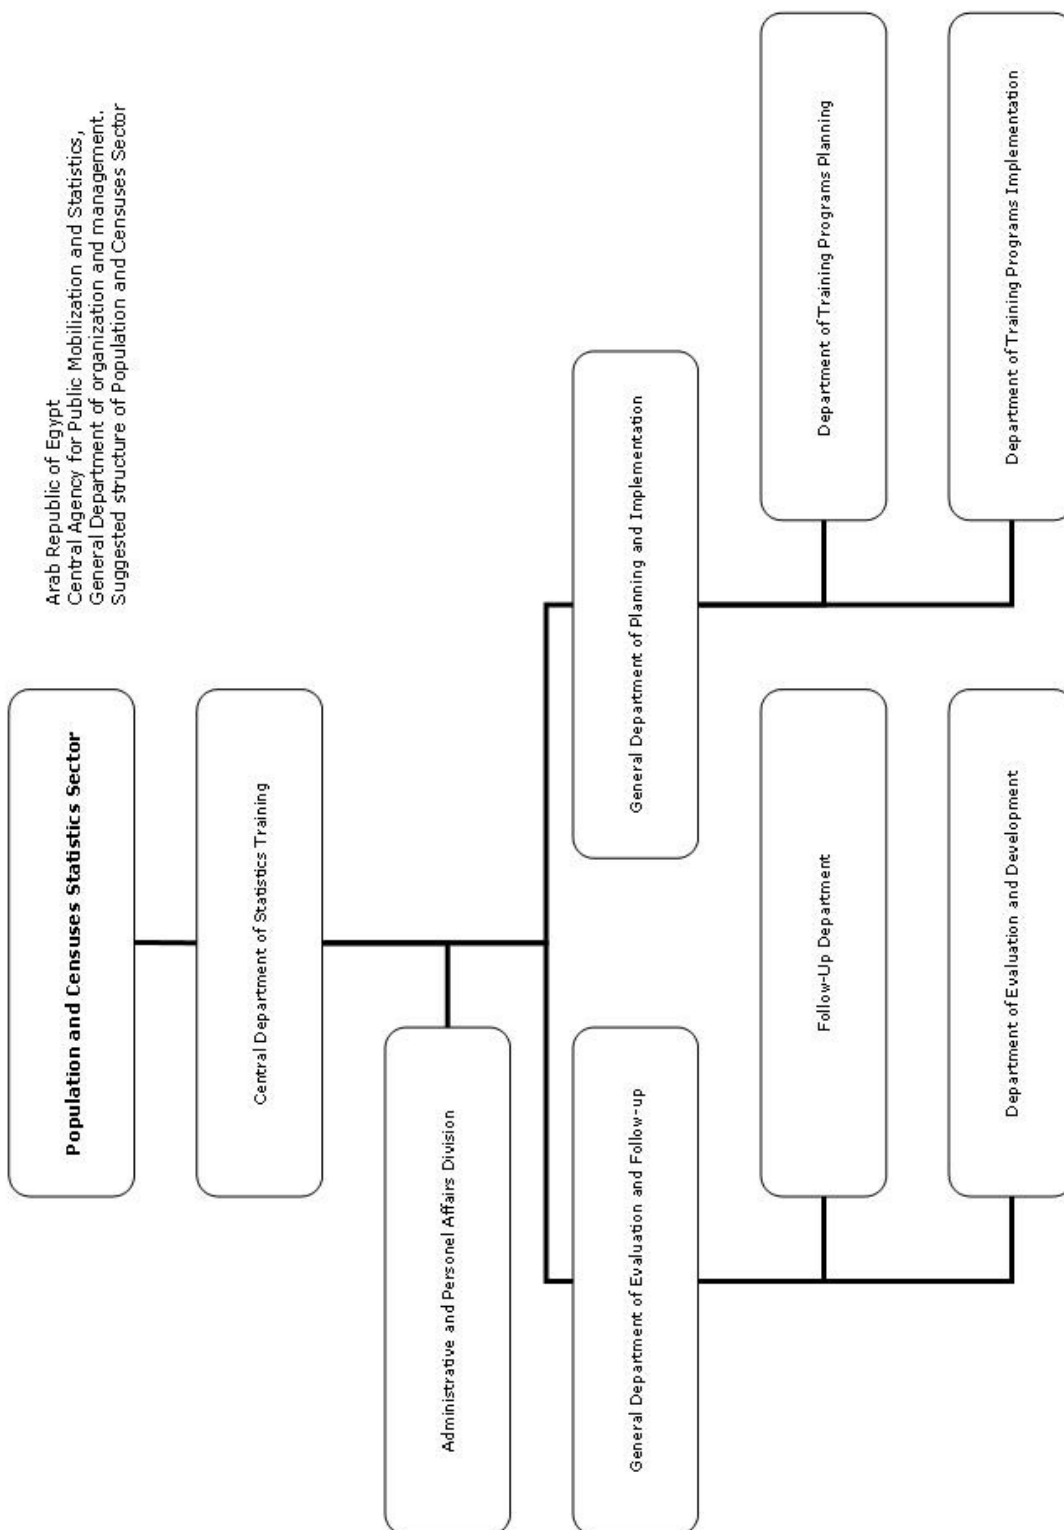 Arab Republic of Egypt
Central Agency for Public Mobilization and Statistics,
General Department of organization and management.
Suggested structure of Population and Censuses Sector
Population and Censuses Statistics Sector
Central Department of Statistics Training
Administrative and Personel Affairs Division
General Department of Evaluation and Follow-up
General Department of Planning and Implementation
Follow-Up Department
Department of Training Programs Planning
Department of Evaluation and Development
Department of Training Programs Implementation